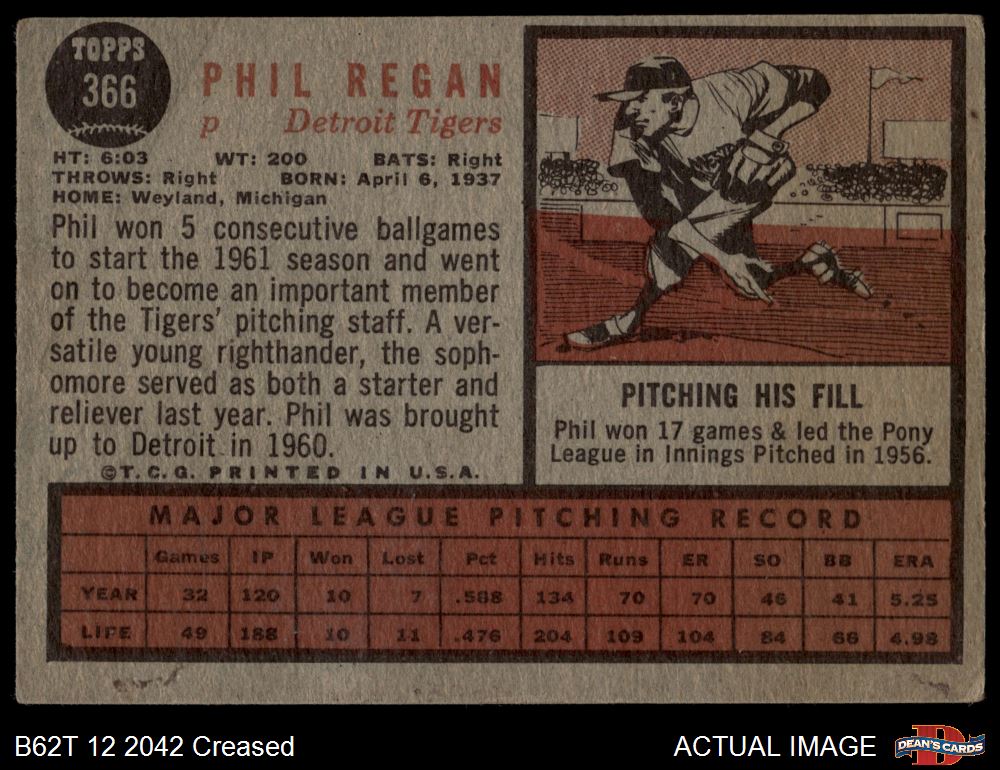 TOPPS
366
PHIL REGAN
p Detroit Tigers
HT: 6:03 WT: 200 BATS: Right
THROWS: Right BORN: April 6, 1937
HOME: Weyland, Michigan
Phil won 5 consecutive ballgames
to start the 1961 season and went
on to become an important member
of the Tigers' pitching staff. A ver-
satile young righthander, the soph-
omore served as both a starter and
reliever last year. Phil was brought
up to Detroit in 1960.
©T.C.G. PRINTED IN U.S.A.
PITCHING HIS FILL
Phil won 17 games & led the Pony
League in Innings Pitched in 1956.
MAJOR LEAGUE PITCHING RECORD
Games IP Won Lost Pct Hits Runs ER SO BB ERA
YEAR 32 120 10 7 .588 134 70 70 46 41 5.25
LIFE 49 188 10 11 .476 204 109 104 84 66 4.98
B62T 12 2042 Creased
ACTUAL IMAGE
DEAN'S CARDS